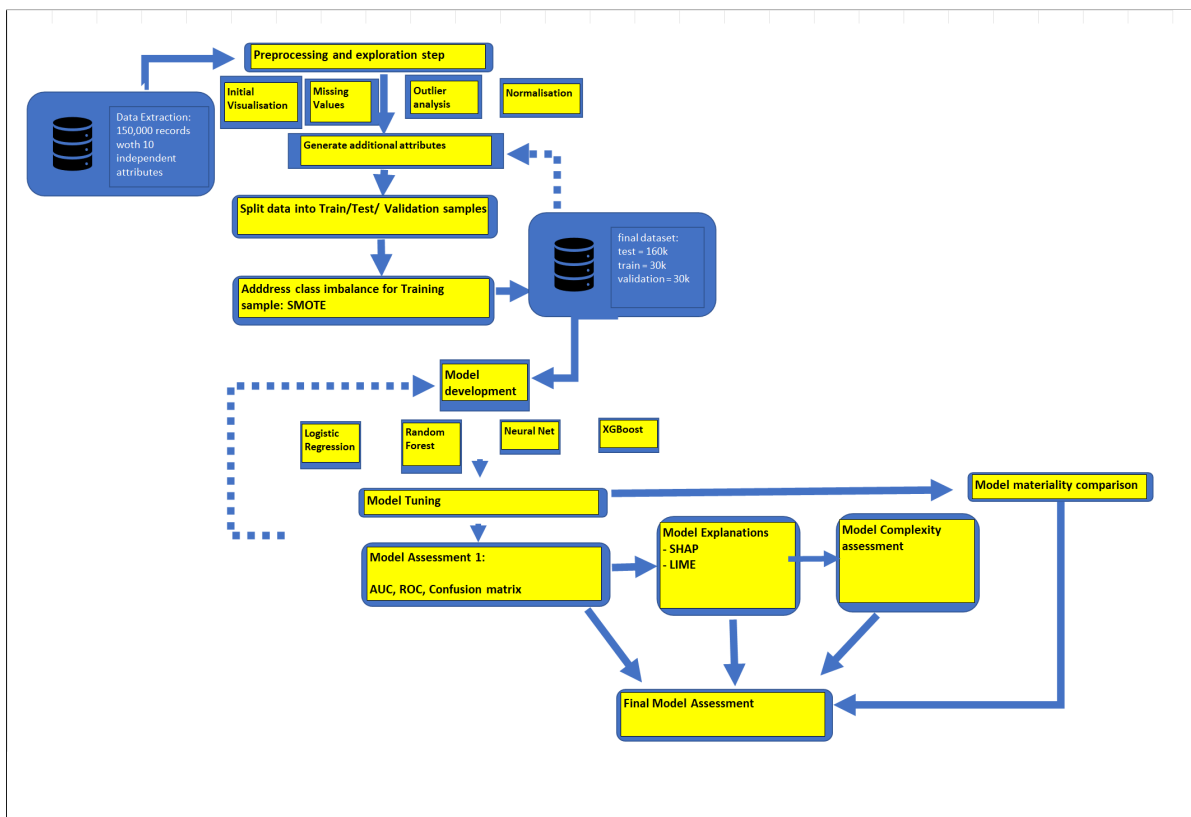 Preprocessing and exploration step
Initial
Visualisation
Missing
Values
Outlier
analysis
Normalisation
Data Extraction:
150,000 records
woth 10
independent
attributes
Generate additional attributes
Split data into Train/Test/ Validation samples
final dataset:
test = 160k
train = 30k
validation = 30k
Adddress class imbalance for Training
sample: SMOTE
Model
development
Logistic
Regression
Random
Forest
Neural Net
XGBoost
Model Tuning
Model materiality comparison
Model Assessment 1:
AUC, ROC, Confusion matrix
Model Explanations
- SHAP
- LIME
Model Complexity
assessment
Final Model Assessment